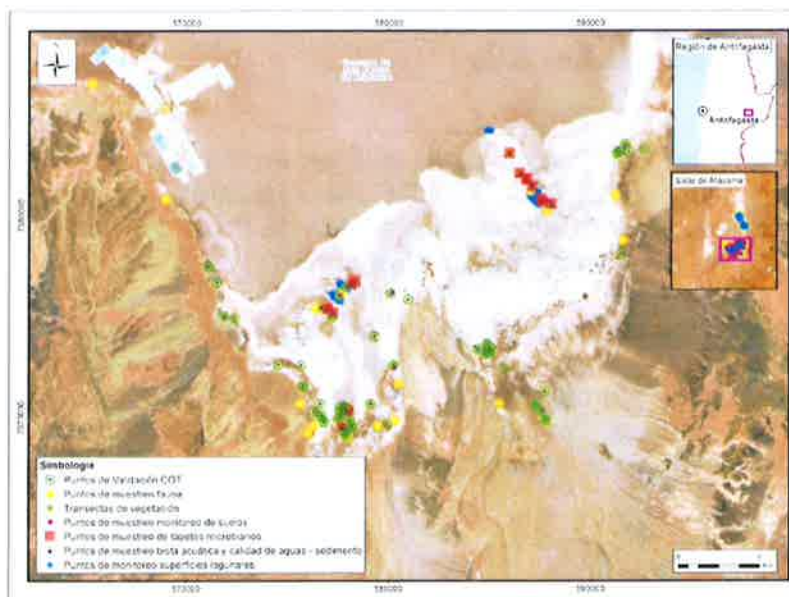 570000 580000 590000
Región de Antofagasta
Antofagasta
Salar de Atacama
Simbología
Puntos de Validación COT
Puntos de muestreo fauna
Transectas de vegetación
Puntos de muestreo monitoreo de suelos
Puntos de muestreo de tapetes microbianos
Puntos de muestreo biota acuática y calidad de aguas - sedimento
Puntos de monitoreo superficies lagunares
570000 580000 590000